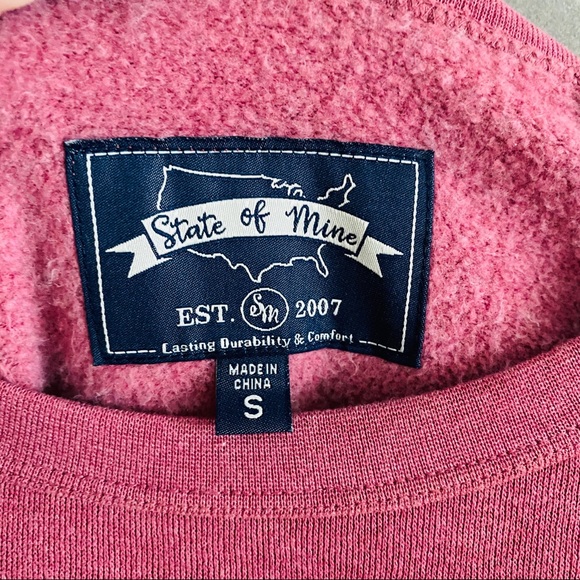 State of Mine
EST. SM 2007
Lasting Durability & Comfort
MADE IN
CHINA
S